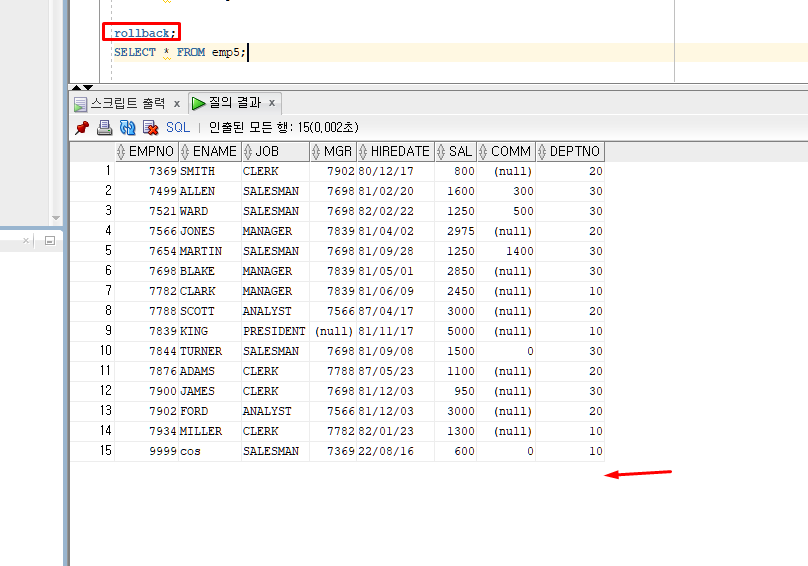 rollback;
SELECT * FROM emp5;
스크립트 출력 x 질의 결과 x
SQL | 인출된 모든 행: 15(0,002초)
EMPNO ENAME JOB MGR HIREDATE SAL COMM DEPTNO
1 7369 SMITH CLERK 7902 80/12/17 800 (null) 20
2 7499 ALLEN SALESMAN 7698 81/02/20 1600 300 30
3 7521 WARD SALESMAN 7698 82/02/22 1250 500 30
4 7566 JONES MANAGER 7839 81/04/02 2975 (null) 20
5 7654 MARTIN SALESMAN 7698 81/09/28 1250 1400 30
6 7698 BLAKE MANAGER 7839 81/05/01 2850 (null) 30
7 7782 CLARK MANAGER 7839 81/06/09 2450 (null) 10
8 7788 SCOTT ANALYST 7566 87/04/17 3000 (null) 20
9 7839 KING PRESIDENT (null) 81/11/17 5000 (null) 10
10 7844 TURNER SALESMAN 7698 81/09/08 1500 0 30
11 7876 ADAMS CLERK 7788 87/05/23 1100 (null) 20
12 7900 JAMES CLERK 7698 81/12/03 950 (null) 30
13 7902 FORD ANALYST 7566 81/12/03 3000 (null) 20
14 7934 MILLER CLERK 7782 82/01/23 1300 (null) 10
15 9999 cos SALESMAN 7369 22/08/16 600 0 10